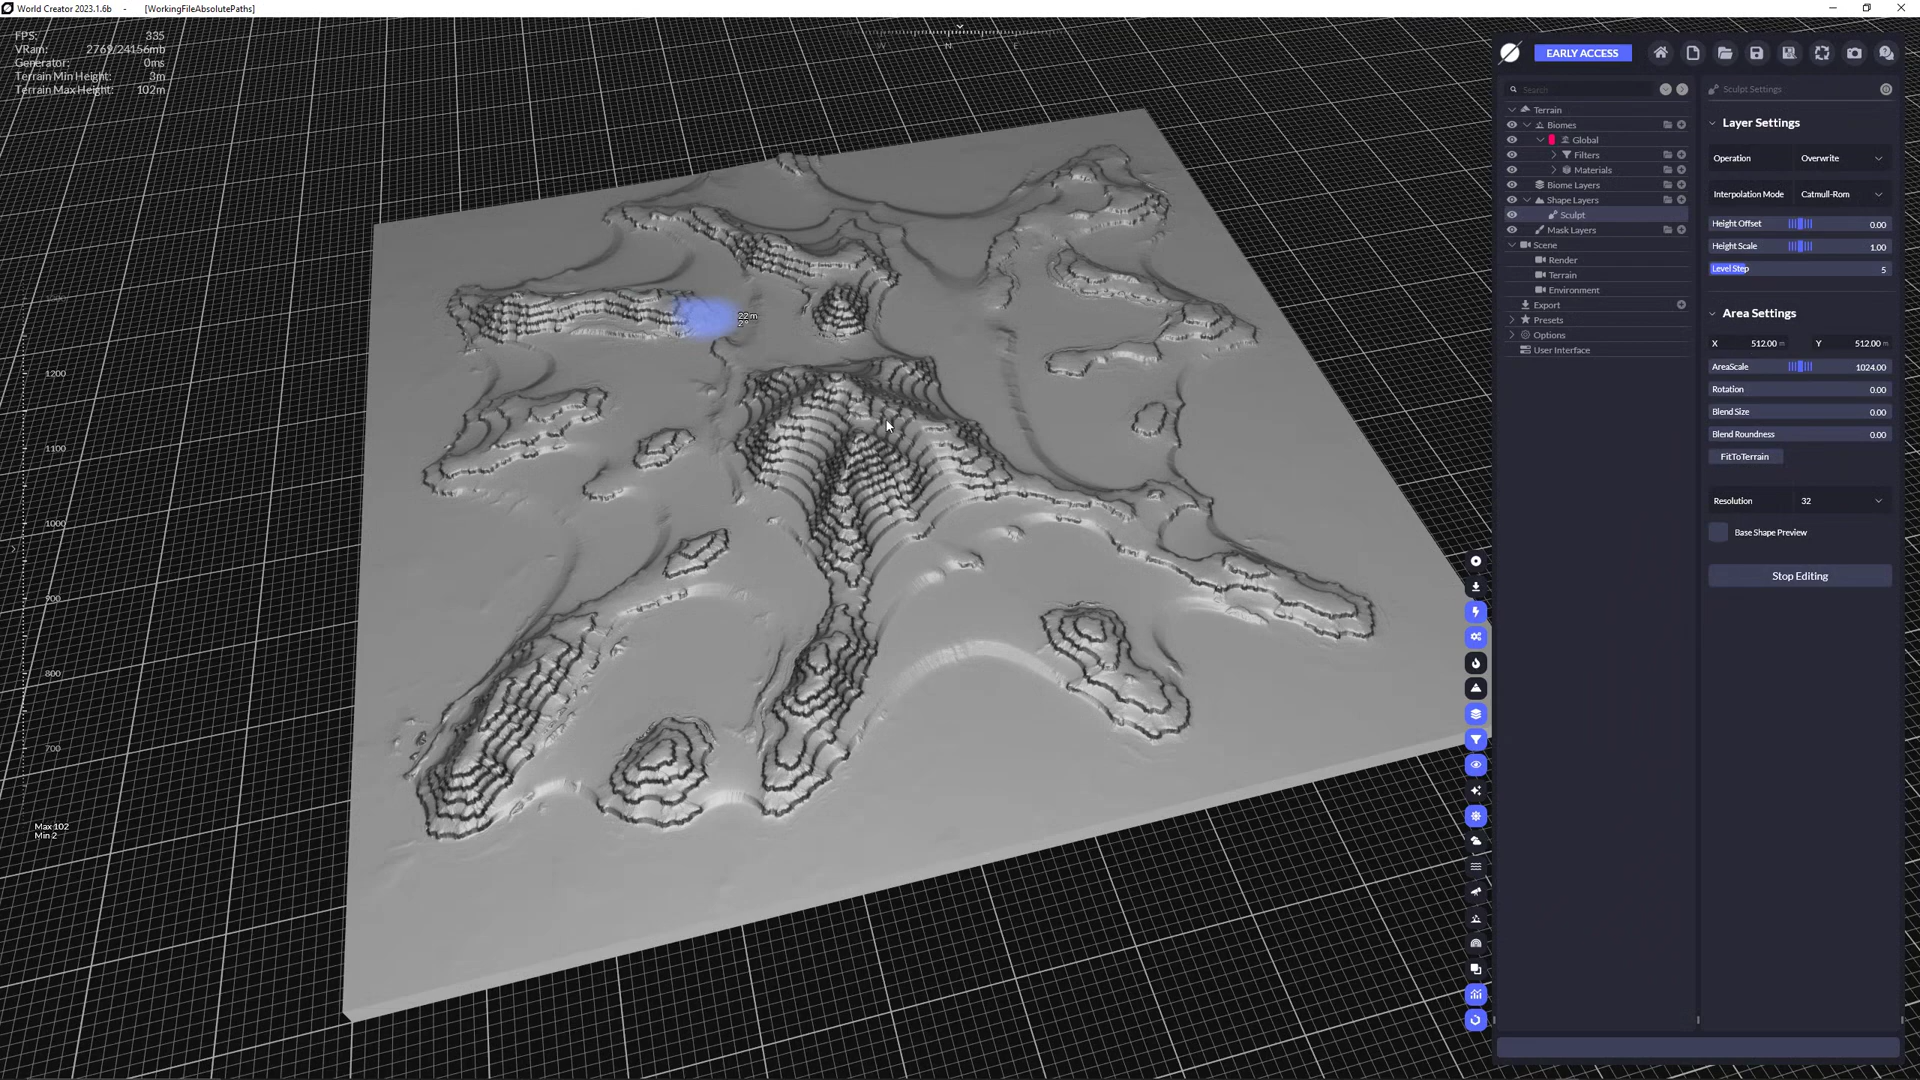 World Creator 2023.1.6b - [WorkingFileAbsolutePaths]
FPS: 335
VRam: 2769/24156mb
Generator: 0ms
Terrain Min Height: 3m
Terrain Max Height: 102m
W N E
EARLY ACCESS
Search
Terrain
Biomes
Global
Filters
Materials
Biome Layers
Shape Layers
Sculpt
Mask Layers
Scene
Render
Terrain
Environment
Export
Presets
Options
User Interface
Sculpt Settings
Layer Settings
Operation Overwrite
Interpolation Mode Catmull-Rom
Height Offset 0.00
Height Scale 1.00
Level Step 5
Area Settings
X 512.00 m Y 512.00 m
AreaScale 1024.00
Rotation 0.00
Blend Size 0.00
Blend Roundness 0.00
FitToTerrain
Resolution 32
Base Shape Preview
Stop Editing
22 m
2°
1200
1100
1000
900
800
700
Max 102
Min 2